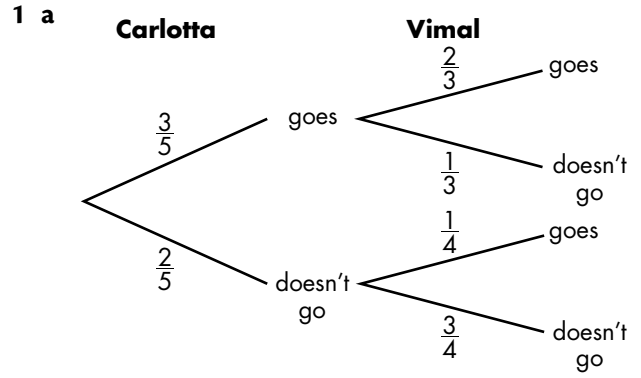 1 a
Carlotta Vimal
2/3 goes
3/5 goes
1/3 doesn't
go
1/4 goes
2/5 doesn't
go
3/4 doesn't
go